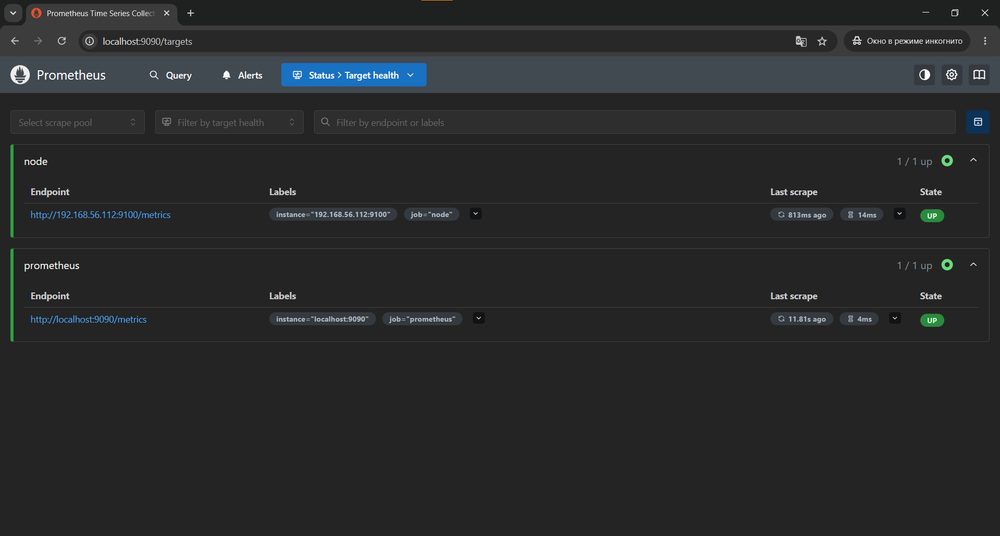 Prometheus Time Series Collect
localhost:9090/targets
Окно в режиме инкогнито
Prometheus
Query
Alerts
Status > Target health
Select scrape pool
Filter by target health
Filter by endpoint or labels
node
1 / 1 up
Endpoint Labels Last scrape State
http://192.168.56.112:9100/metrics instance="192.168.56.112:9100" job="node" 813ms ago 14ms UP
prometheus
1 / 1 up
Endpoint Labels Last scrape State
http://localhost:9090/metrics instance="localhost:9090" job="prometheus" 11.81s ago 4ms UP